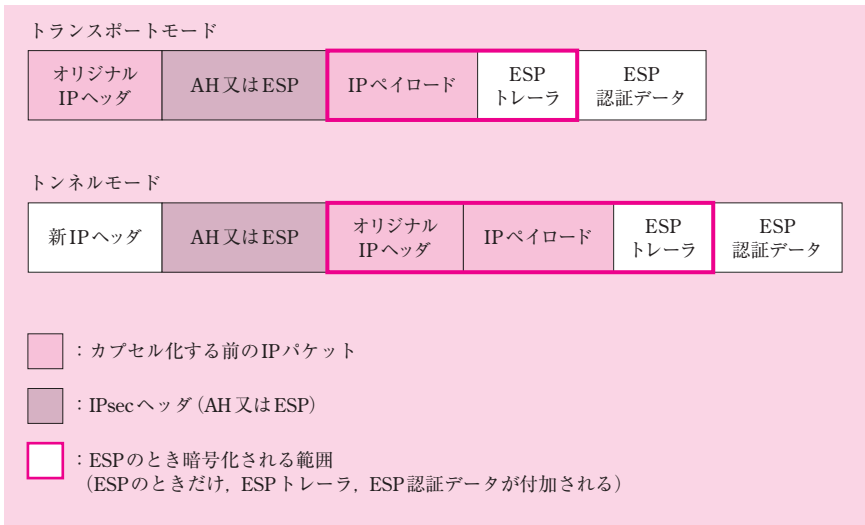 トランスポートモード
オリジナル
IPヘッダ
AH又はESP
IPペイロード
ESP
トレーラ
ESP
認証データ
トンネルモード
新IPヘッダ
AH又はESP
オリジナル
IPヘッダ
IPペイロード
ESP
トレーラ
ESP
認証データ
：カプセル化する前のIPパケット
：IPsecヘッダ（AH又はESP）
：ESPのとき暗号化される範囲
（ESPのときだけ，ESPトレーラ，ESP認証データが付加される）